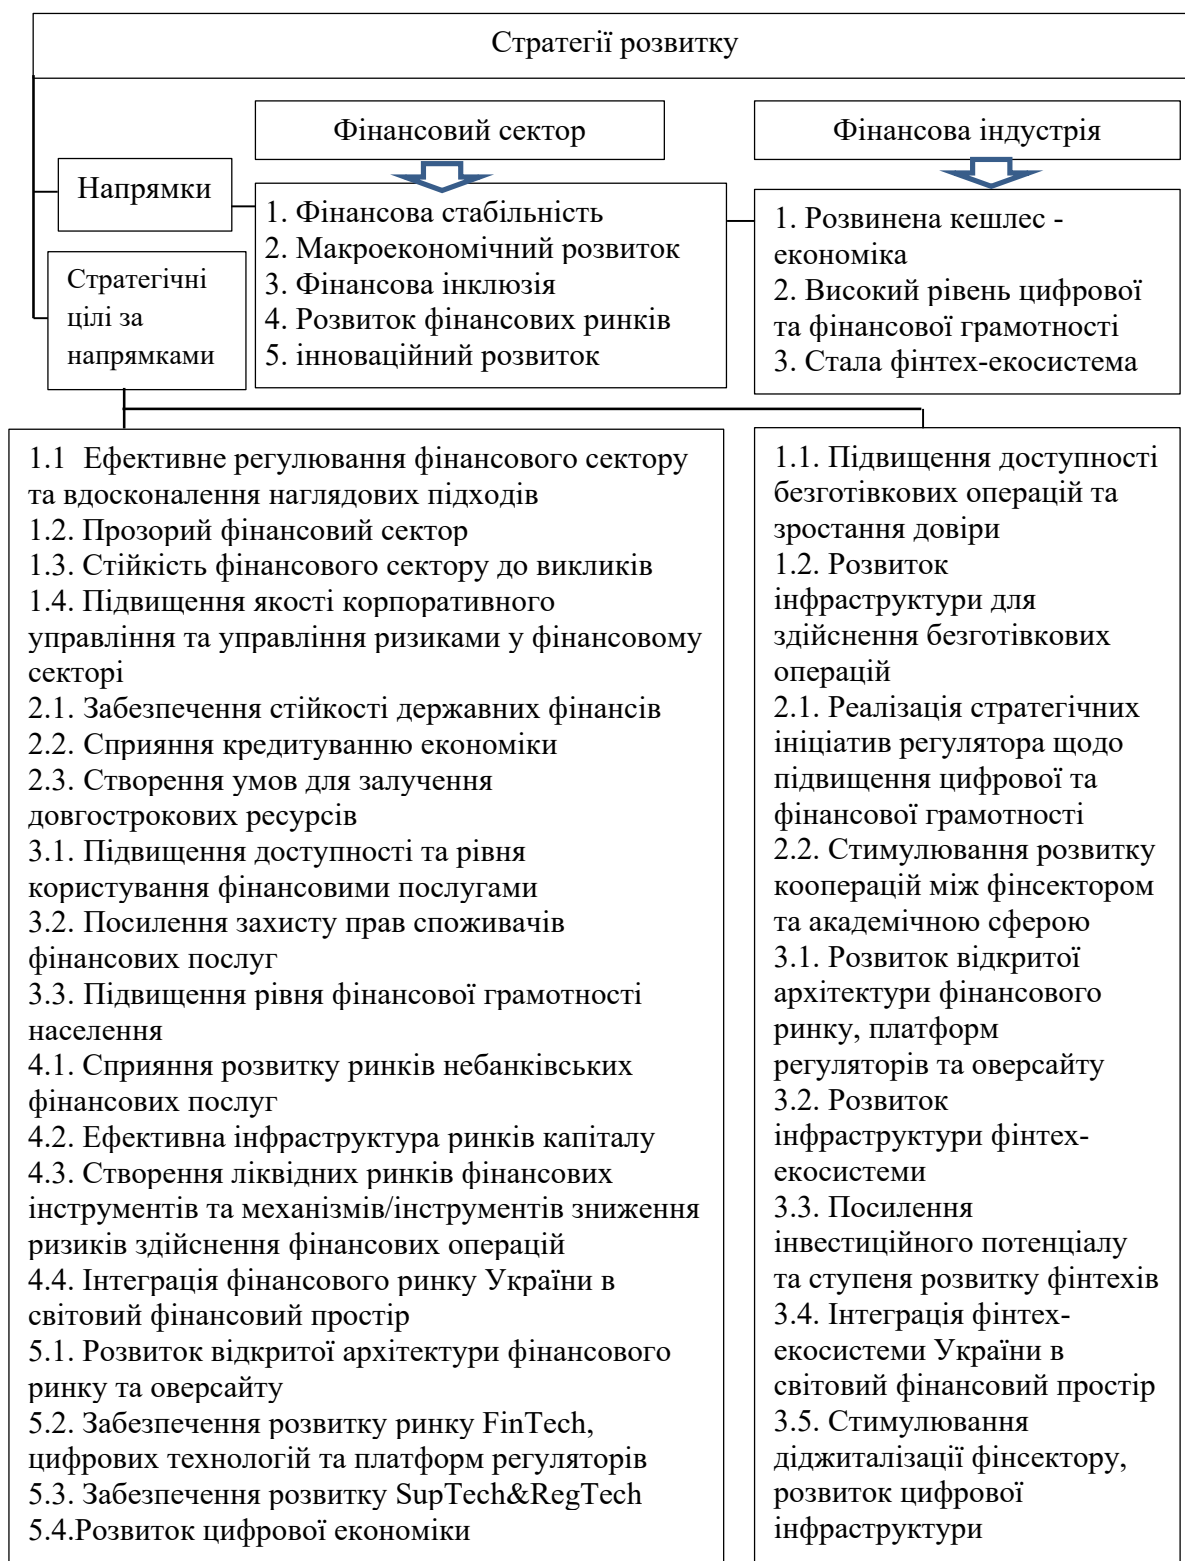 Стратегії розвитку
Фінансовий сектор
Фінансова індустрія
Напрямки
1. Фінансова стабільність
2. Макроекономічний розвиток
3. Фінансова інклюзія
4. Розвиток фінансових ринків
5. інноваційний розвиток
1. Розвинена кешлес -
економіка
2. Високий рівень цифрової
та фінансової грамотності
3. Стала фінтех-екосистема
Стратегічні
цілі за
напрямками
1.1 Ефективне регулювання фінансового сектору
та вдосконалення наглядових підходів
1.2. Прозорий фінансовий сектор
1.3. Стійкість фінансового сектору до викликів
1.4. Підвищення якості корпоративного
управління та управління ризиками у фінансовому
секторі
2.1. Забезпечення стійкості державних фінансів
2.2. Сприяння кредитуванню економіки
2.3. Створення умов для залучення
довгострокових ресурсів
3.1. Підвищення доступності та рівня
користування фінансовими послугами
3.2. Посилення захисту прав споживачів
фінансових послуг
3.3. Підвищення рівня фінансової грамотності
населення
4.1. Сприяння розвитку ринків небанківських
фінансових послуг
4.2. Ефективна інфраструктура ринків капіталу
4.3. Створення ліквідних ринків фінансових
інструментів та механізмів/інструментів зниження
ризиків здійснення фінансових операцій
4.4. Інтеграція фінансового ринку України в
світовий фінансовий простір
5.1. Розвиток відкритої архітектури фінансового
ринку та оверсайту
5.2. Забезпечення розвитку ринку FinTech,
цифрових технологій та платформ регуляторів
5.3. Забезпечення розвитку SupTech&RegTech
5.4.Розвиток цифрової економіки
1.1. Підвищення доступності
безготівкових операцій та
зростання довіри
1.2. Розвиток
інфраструктури для
здійснення безготівкових
операцій
2.1. Реалізація стратегічних
ініціатив регулятора щодо
підвищення цифрової та
фінансової грамотності
2.2. Стимулювання розвитку
кооперацій між фінсектором
та академічною сферою
3.1. Розвиток відкритої
архітектури фінансового
ринку, платформ
регуляторів та оверсайту
3.2. Розвиток
інфраструктури фінтех-
екосистеми
3.3. Посилення
інвестиційного потенціалу
та ступеня розвитку фінтехів
3.4. Інтеграція фінтех-
екосистеми України в
світовий фінансовий простір
3.5. Стимулювання
діджиталізації фінсектору,
розвиток цифрової
інфраструктури